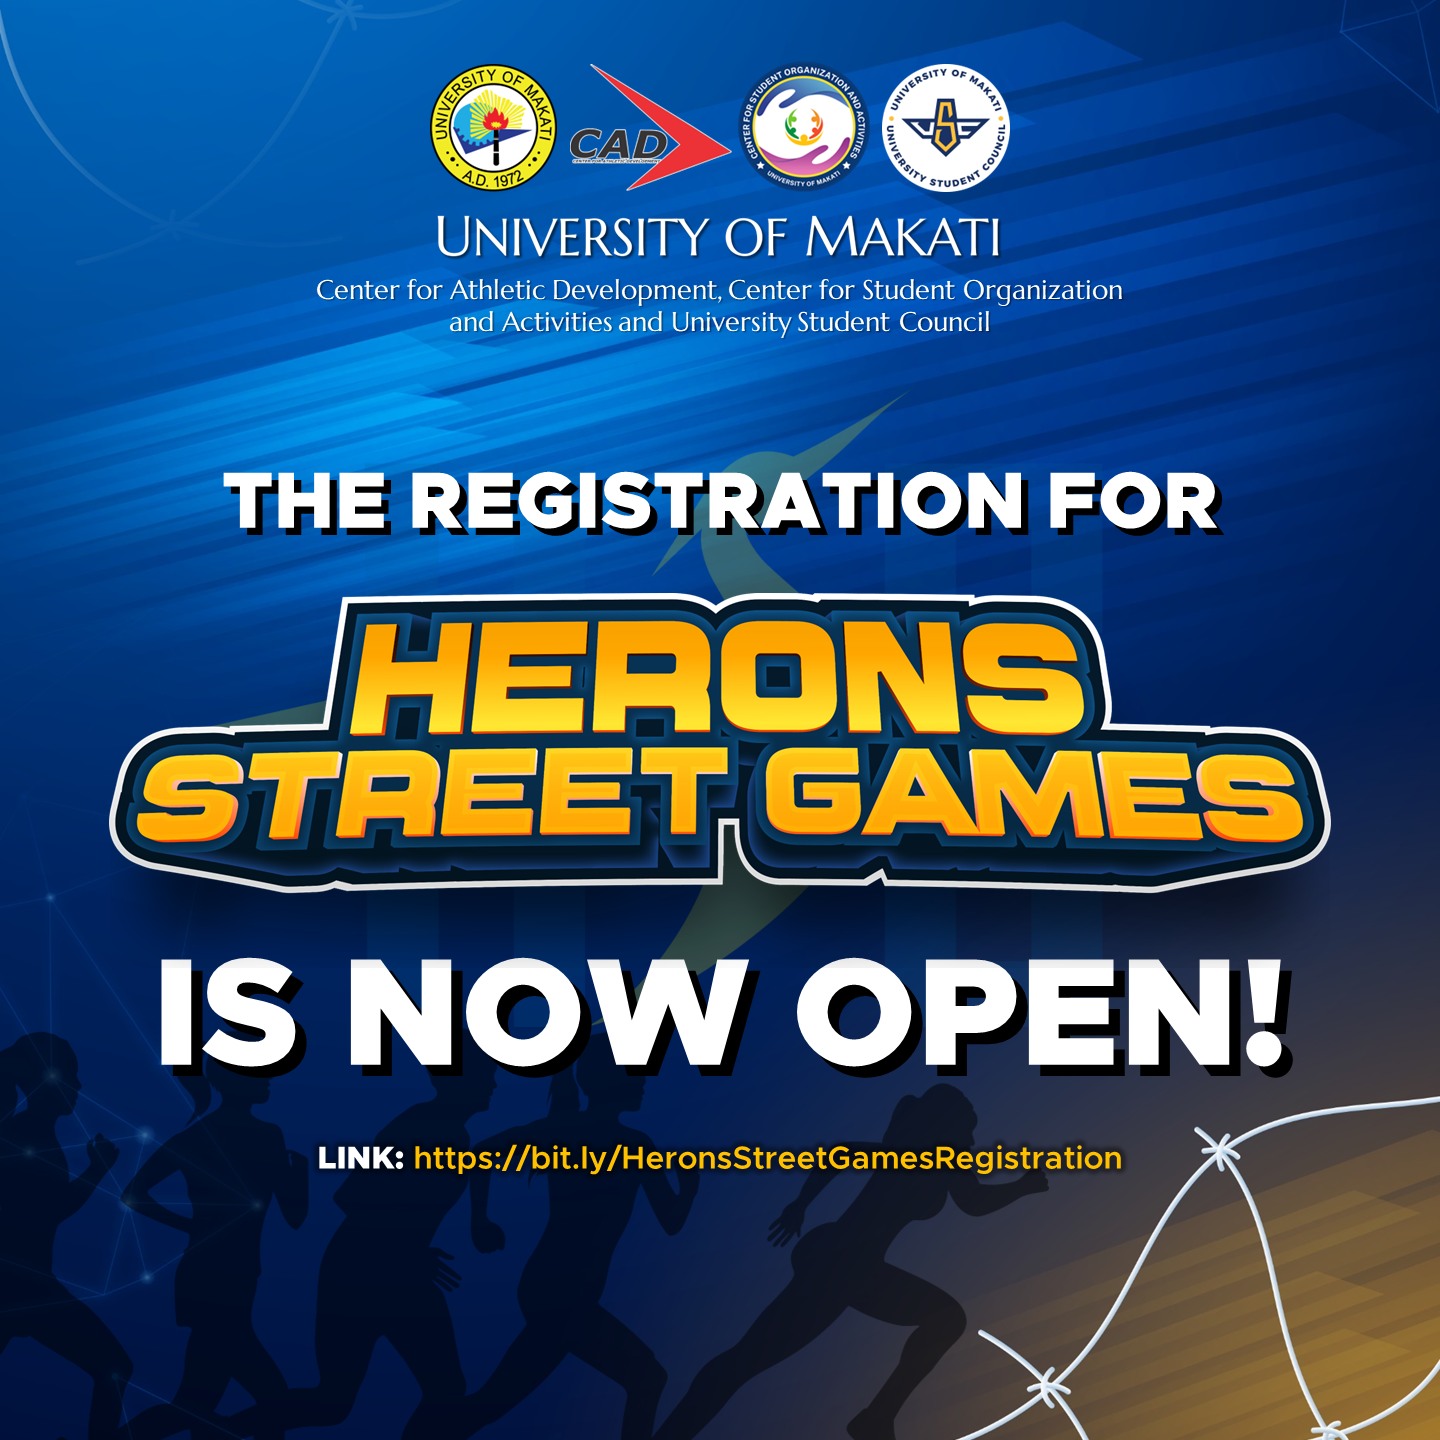 UNIVERSITY OF MAKATI
A.D. 1972
CAD
CENTER FOR STUDENT ORGANIZATION AND ACTIVITIES
UNIVERSITY OF MAKATI
UNIVERSITY OF MAKATI
USC
UNIVERSITY STUDENT COUNCIL
UNIVERSITY OF MAKATI
Center for Athletic Development, Center for Student Organization
and Activities and University Student Council
THE REGISTRATION FOR
HERONS
STREET GAMES
IS NOW OPEN!
LINK: https://bit.ly/HeronsStreetGamesRegistration